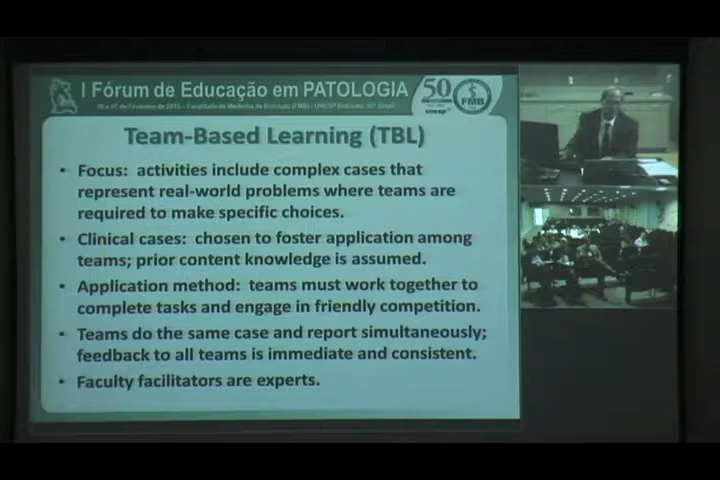 I Fórum de Educação em PATOLOGIA
50
FMB
Team-Based Learning (TBL)
• Focus: activities include complex cases that
represent real-world problems where teams are
required to make specific choices.
• Clinical cases: chosen to foster application among
teams; prior content knowledge is assumed.
• Application method: teams must work together to
complete tasks and engage in friendly competition.
• Teams do the same case and report simultaneously;
feedback to all teams is immediate and consistent.
• Faculty facilitators are experts.